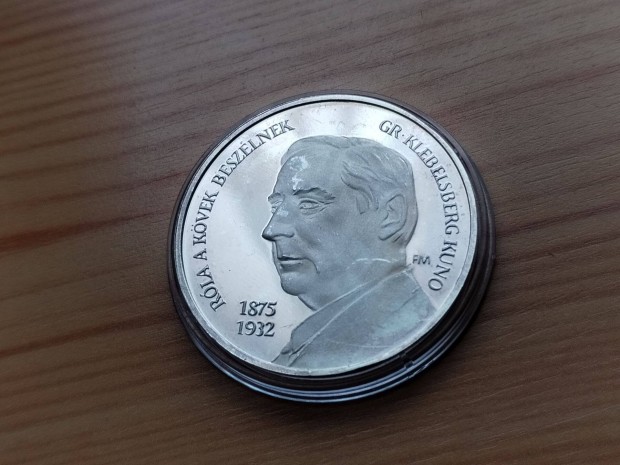 RÓLA A KÖVEK BESZÉLNEK
GR·KLEBELSBERG KUNO
1875
1932
FM